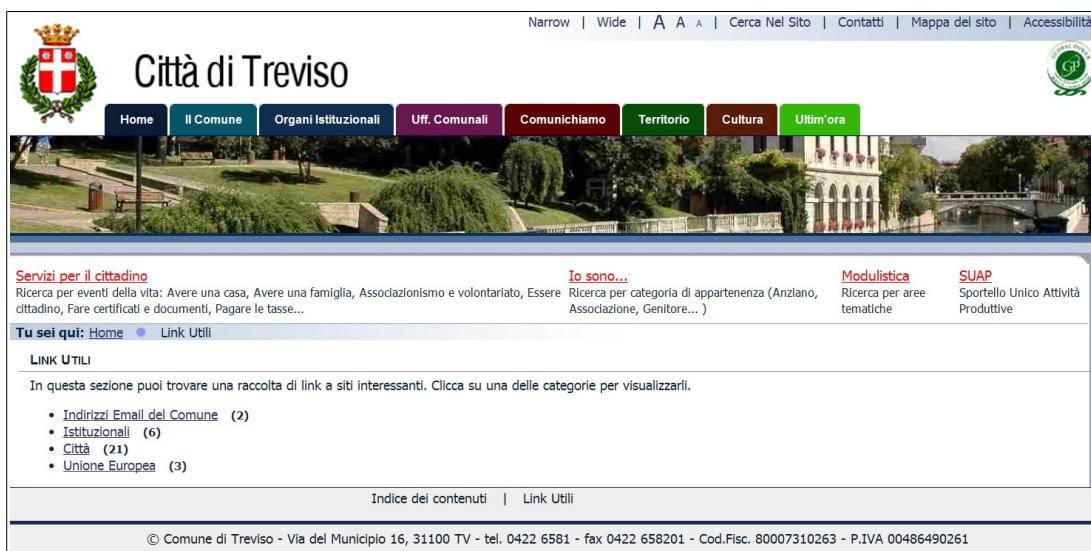 Narrow | Wide | A A A | Cerca Nel Sito | Contatti | Mappa del sito | Accessibilità
Città di Treviso
GLOBAL POWER
GP
Home Il Comune Organi Istituzionali Uff. Comunali Comunichiamo Territorio Cultura Ultim'ora
Servizi per il cittadino
Ricerca per eventi della vita: Avere una casa, Avere una famiglia, Associazionismo e volontariato, Essere
cittadino, Fare certificati e documenti, Pagare le tasse...
Io sono...
Ricerca per categoria di appartenenza (Anziano,
Associazione, Genitore... )
Modulistica
Ricerca per aree
tematiche
SUAP
Sportello Unico Attività
Produttive
Tu sei qui: Home Link Utili
LINK UTILI
In questa sezione puoi trovare una raccolta di link a siti interessanti. Clicca su una delle categorie per visualizzarli.
• Indirizzi Email del Comune (2)
• Istituzionali (6)
• Città (21)
• Unione Europea (3)
Indice dei contenuti | Link Utili
© Comune di Treviso - Via del Municipio 16, 31100 TV - tel. 0422 6581 - fax 0422 658201 - Cod.Fisc. 80007310263 - P.IVA 00486490261